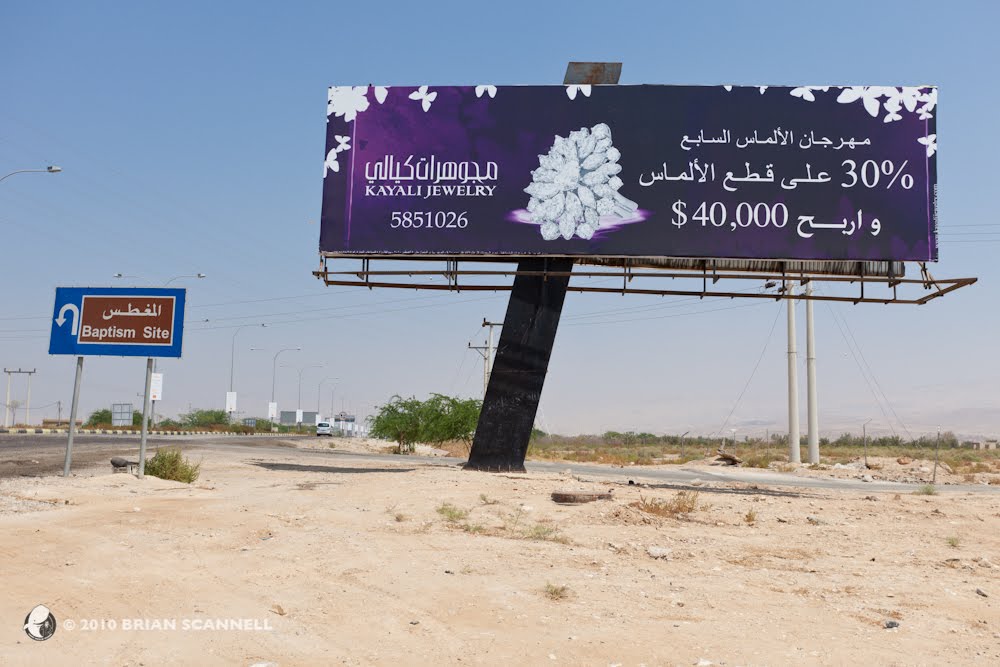 مهرجان الألماس السابع
30% على قطع الألماس
و اربح 40,000 $
مجوهرات كيالي
KAYALI JEWELRY
5851026
المغطس
Baptism Site
© 2010 BRIAN SCANNELL